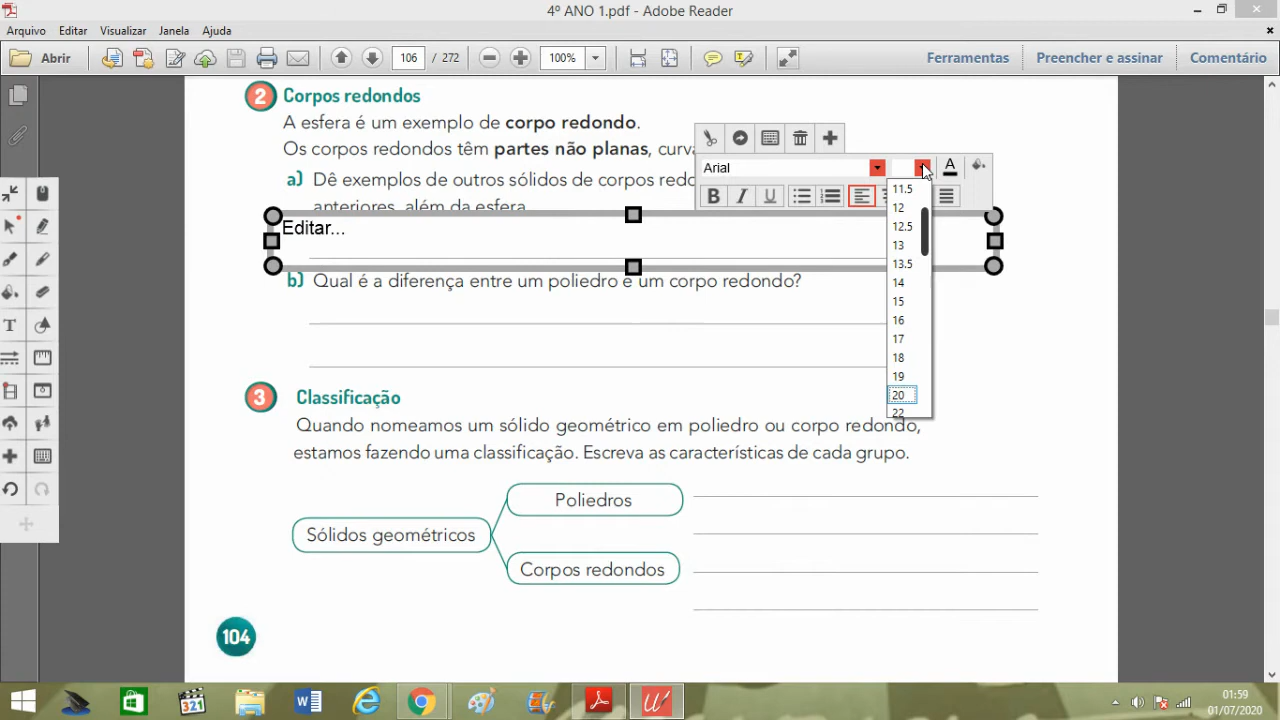 4º ANO 1.pdf - Adobe Reader
Arquivo Editar Visualizar Janela Ajuda
Abrir
106 / 272
100%
Ferramentas
Preencher e assinar
Comentário
2 Corpos redondos
A esfera é um exemplo de corpo redondo.
Os corpos redondos têm partes não planas, curva
a) Dê exemplos de outros sólidos de corpos redo
anteriores, além da esfera.
Arial
B I U
A
11.5
12
12.5
13
13.5
14
15
16
17
18
19
20
22
Editar...
b) Qual é a diferença entre um poliedro e um corpo redondo?
3 Classificação
Quando nomeamos um sólido geométrico em poliedro ou corpo redondo,
estamos fazendo uma classificação. Escreva as características de cada grupo.
Poliedros
Sólidos geométricos
Corpos redondos
104
T
321
01:59
01/07/2020